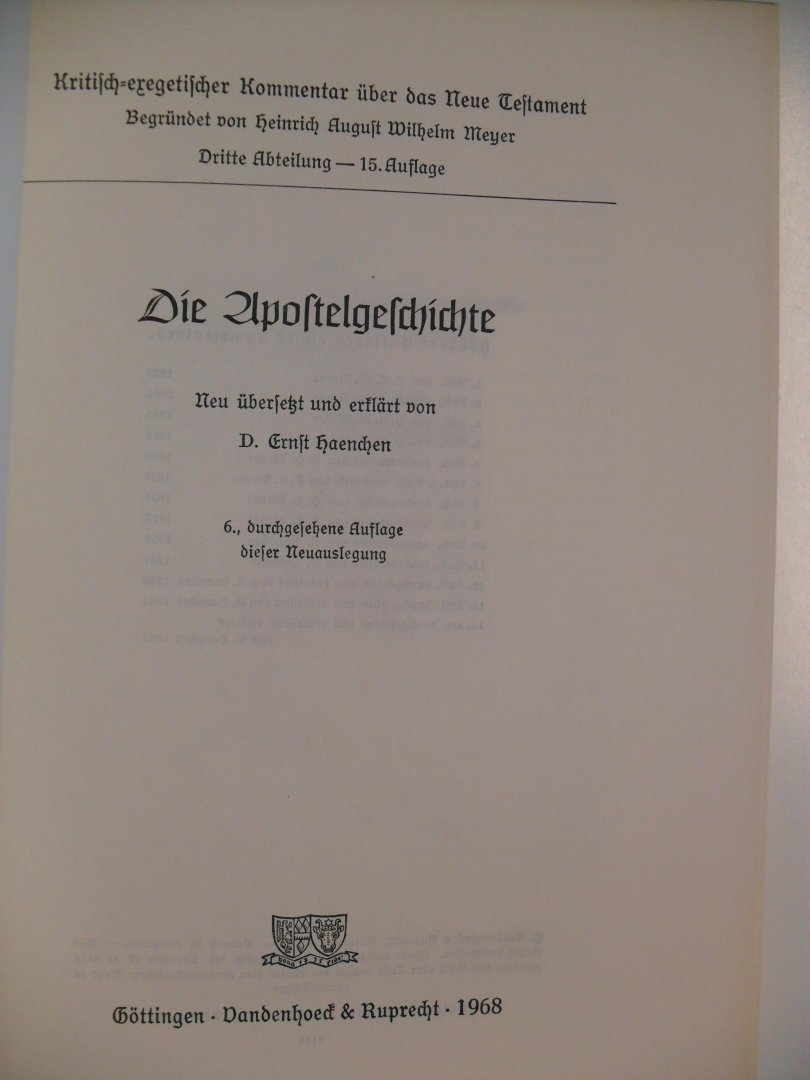 Kritiſch-exegetiſcher Kommentar über das Neue Teſtament
Begründet von Heinrich Auguſt Wilhelm Meyer
Dritte Abteilung — 15. Auflage
Die Apoſtelgeſchichte
Neu überſetzt und erklärt von
D. Ernſt Haenchen
6., durchgeſehene Auflage
dieſer Neuauslegung
Göttingen · Vandenhoeck & Ruprecht · 1968